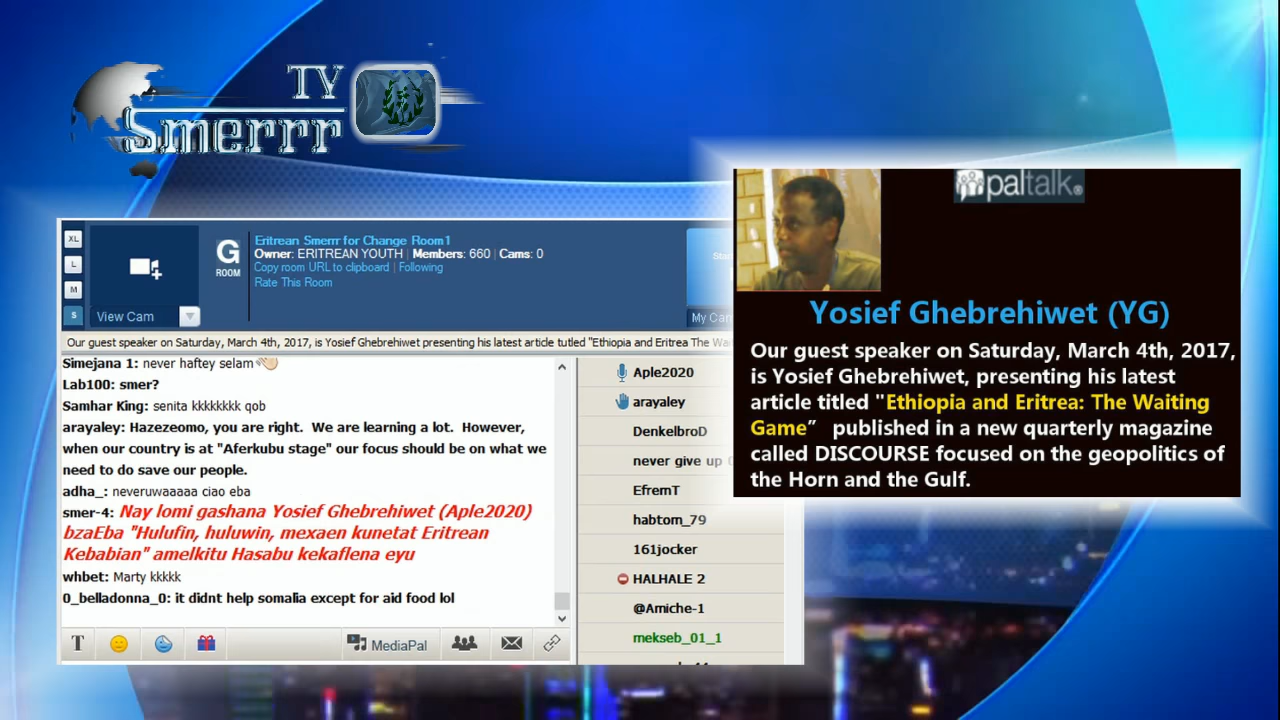 TV
Smerrr
XL
L
M
S
View Cam
G
ROOM
Eritrean Smerrr for Change Room1
Owner: ERITREAN YOUTH | Members: 660 | Cams: 0
Copy room URL to clipboard | Following
Rate This Room
My Cam
Our guest speaker on Saturday, March 4th, 2017, is Yosief Ghebrehiwet presenting his latest article tutled "Ethiopia and Eritrea The Wai
Simejana 1: never haftey selam
Lab100: smer?
Samhar King: senita kkkkkkkk qob
arayaley: Hazezeomo, you are right. We are learning a lot. However,
when our country is at "Aferkubu stage" our focus should be on what we
need to do save our people.
adha_: neveruwaaaaa ciao eba
smer-4: Nay lomi gashana Yosief Ghebrehiwet (Aple2020)
bzaEba "Hulufin, huluwin, mexaen kunetat Eritrean
Kebabian" amelkitu Hasabu kekaflena eyu
whbet: Marty kkkkk
0_belladonna_0: it didnt help somalia except for aid food lol
T
MediaPal
Aple2020
arayaley
DenkelbroD
never give up
EfremT
habtom_79
161jocker
HALHALE 2
@Amiche-1
mekseb_01_1
paltalk®
Yosief Ghebrehiwet (YG)
Our guest speaker on Saturday, March 4th, 2017,
is Yosief Ghebrehiwet, presenting his latest
article titled "Ethiopia and Eritrea: The Waiting
Game” published in a new quarterly magazine
called DISCOURSE focused on the geopolitics of
the Horn and the Gulf.